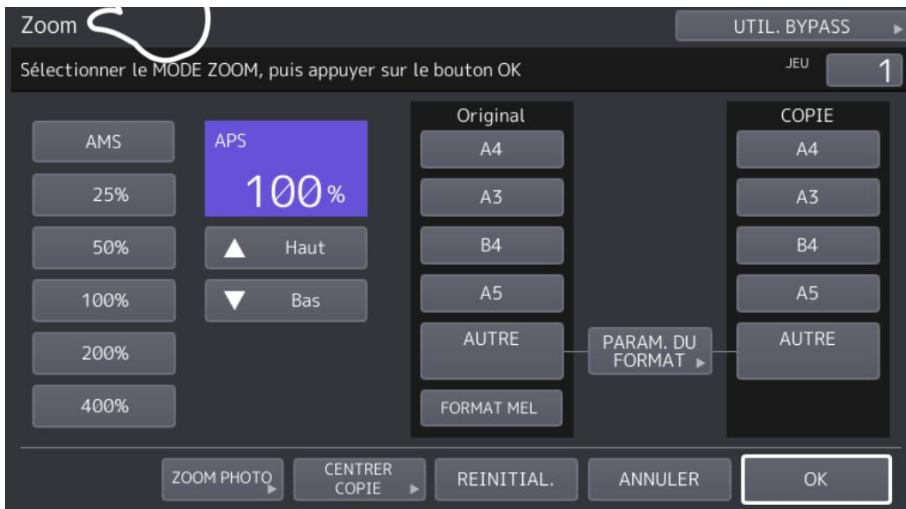 Zoom
UTIL. BYPASS
Sélectionner le MODE ZOOM, puis appuyer sur le bouton OK
JEU
1
Original
COPIE
AMS
APS
100%
A4
A4
25%
A3
A3
50%
Haut
B4
B4
100%
Bas
A5
A5
200%
AUTRE
PARAM. DU
FORMAT
AUTRE
400%
FORMAT MEL
ZOOM PHOTO
CENTRER
COPIE
REINITIAL.
ANNULER
OK